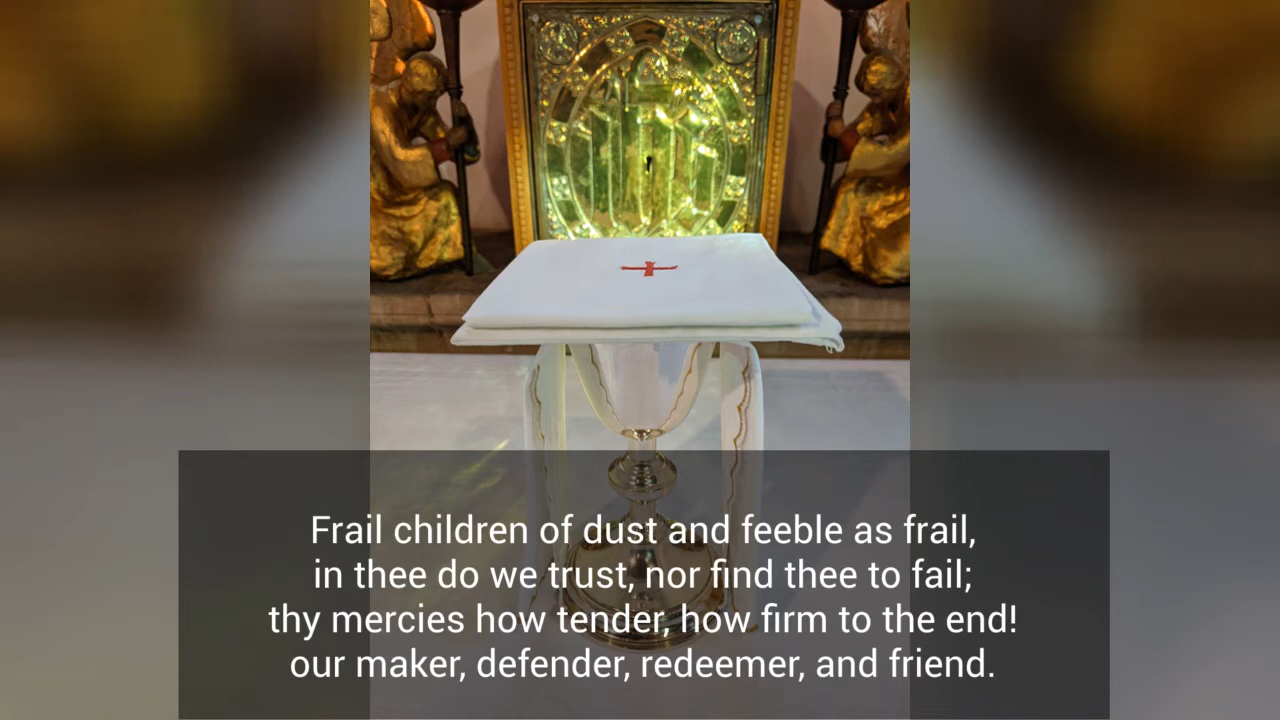 Frail children of dust and feeble as frail,
in thee do we trust, nor find thee to fail;
thy mercies how tender, how firm to the end!
our maker, defender, redeemer, and friend.